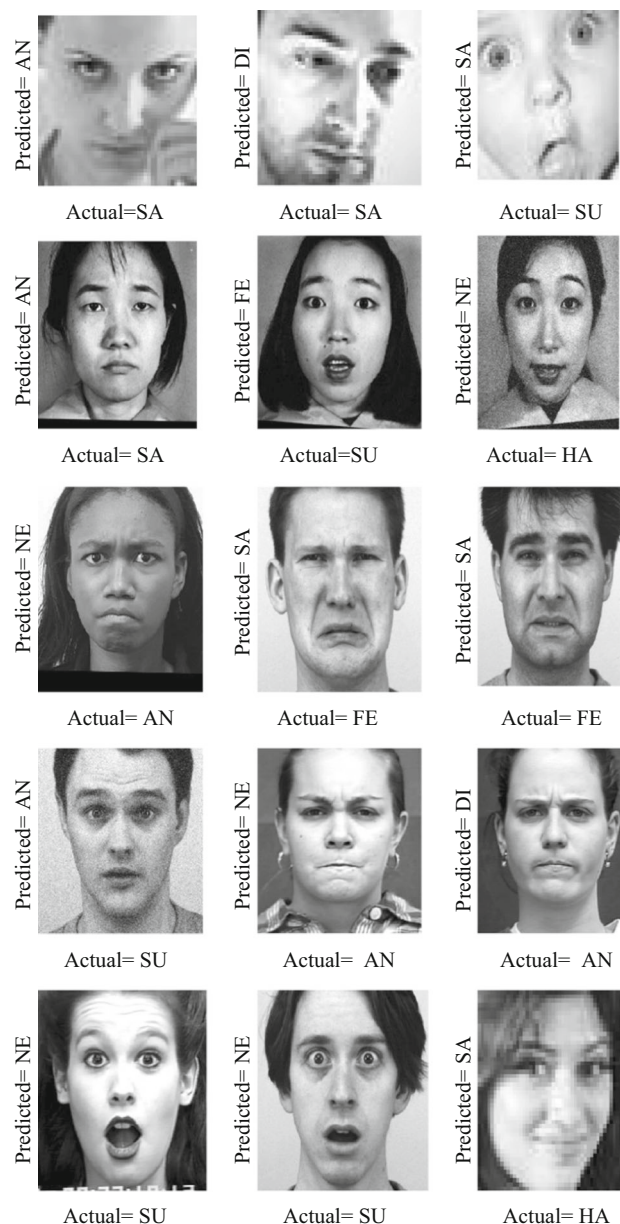 Predicted= AN
Predicted= DI
Predicted= SA
Actual=SA
Actual= SA
Actual= SU
Predicted= AN
Predicted= FE
Predicted= NE
Actual= SA
Actual=SU
Actual= HA
Predicted= NE
Predicted= SA
Predicted= SA
Actual= AN
Actual= FE
Actual= FE
Predicted= AN
Predicted= NE
Predicted= DI
Actual= SU
Actual=  AN
Actual=  AN
Predicted= NE
Predicted= NE
Predicted= SA
Actual= SU
Actual= SU
Actual= HA